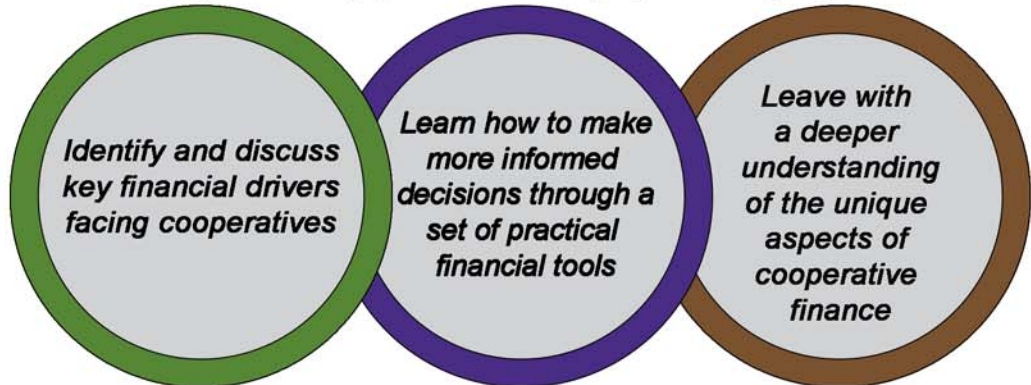 Identify and discuss
key financial drivers
facing cooperatives
Learn how to make
more informed
decisions through a
set of practical
financial tools
Leave with
a deeper
understanding
of the unique
aspects of
cooperative
finance